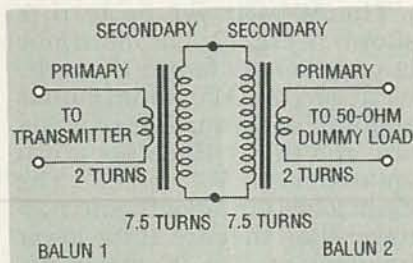 SECONDARY SECONDARY
PRIMARY PRIMARY
TO TRANSMITTER
TO 50-OHM DUMMY LOAD
2 TURNS 2 TURNS
7.5 TURNS 7.5 TURNS
BALUN 1 BALUN 2